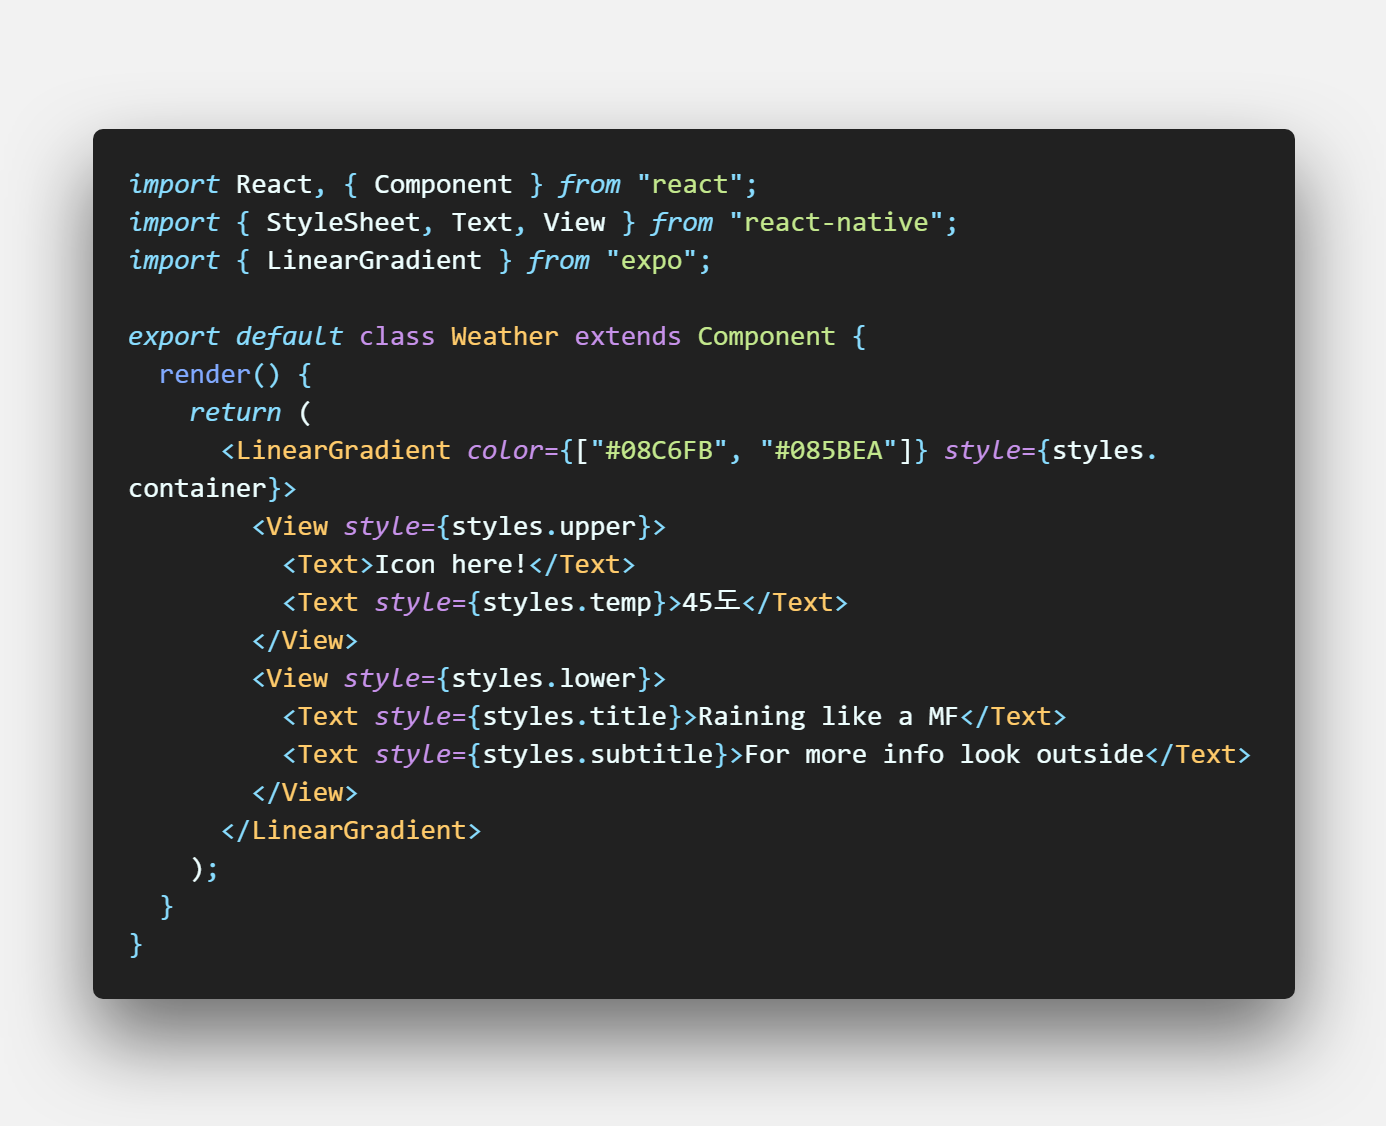 import React, { Component } from "react";
import { StyleSheet, Text, View } from "react-native";
import { LinearGradient } from "expo";

export default class Weather extends Component {
  render() {
    return (
      <LinearGradient color={["#08C6FB", "#085BEA"]} style={styles.
container}>
        <View style={styles.upper}>
          <Text>Icon here!</Text>
          <Text style={styles.temp}>45도</Text>
        </View>
        <View style={styles.lower}>
          <Text style={styles.title}>Raining like a MF</Text>
          <Text style={styles.subtitle}>For more info look outside</Text>
        </View>
      </LinearGradient>
    );
  }
}